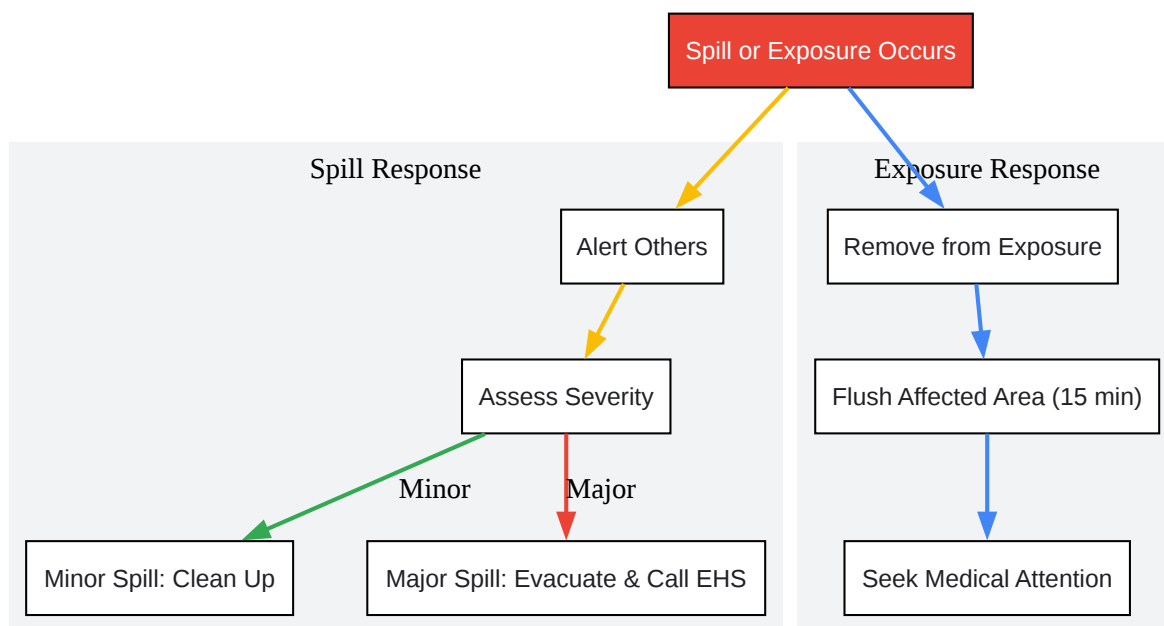 Spill or Exposure Occurs
Spill Response
Exposure Response
Alert Others
Remove from Exposure
Assess Severity
Flush Affected Area (15 min)
Minor
Major
Minor Spill: Clean Up
Major Spill: Evacuate & Call EHS
Seek Medical Attention